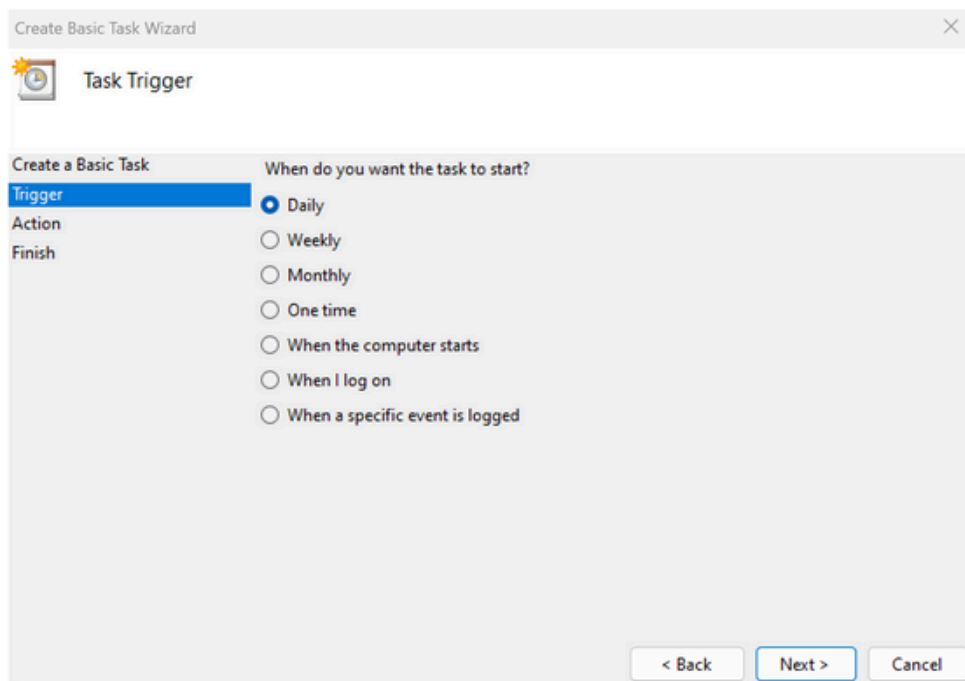 Create Basic Task Wizard
Task Trigger
Create a Basic Task
Trigger
Action
Finish
When do you want the task to start?
Daily
Weekly
Monthly
One time
When the computer starts
When I log on
When a specific event is logged
< Back
Next >
Cancel